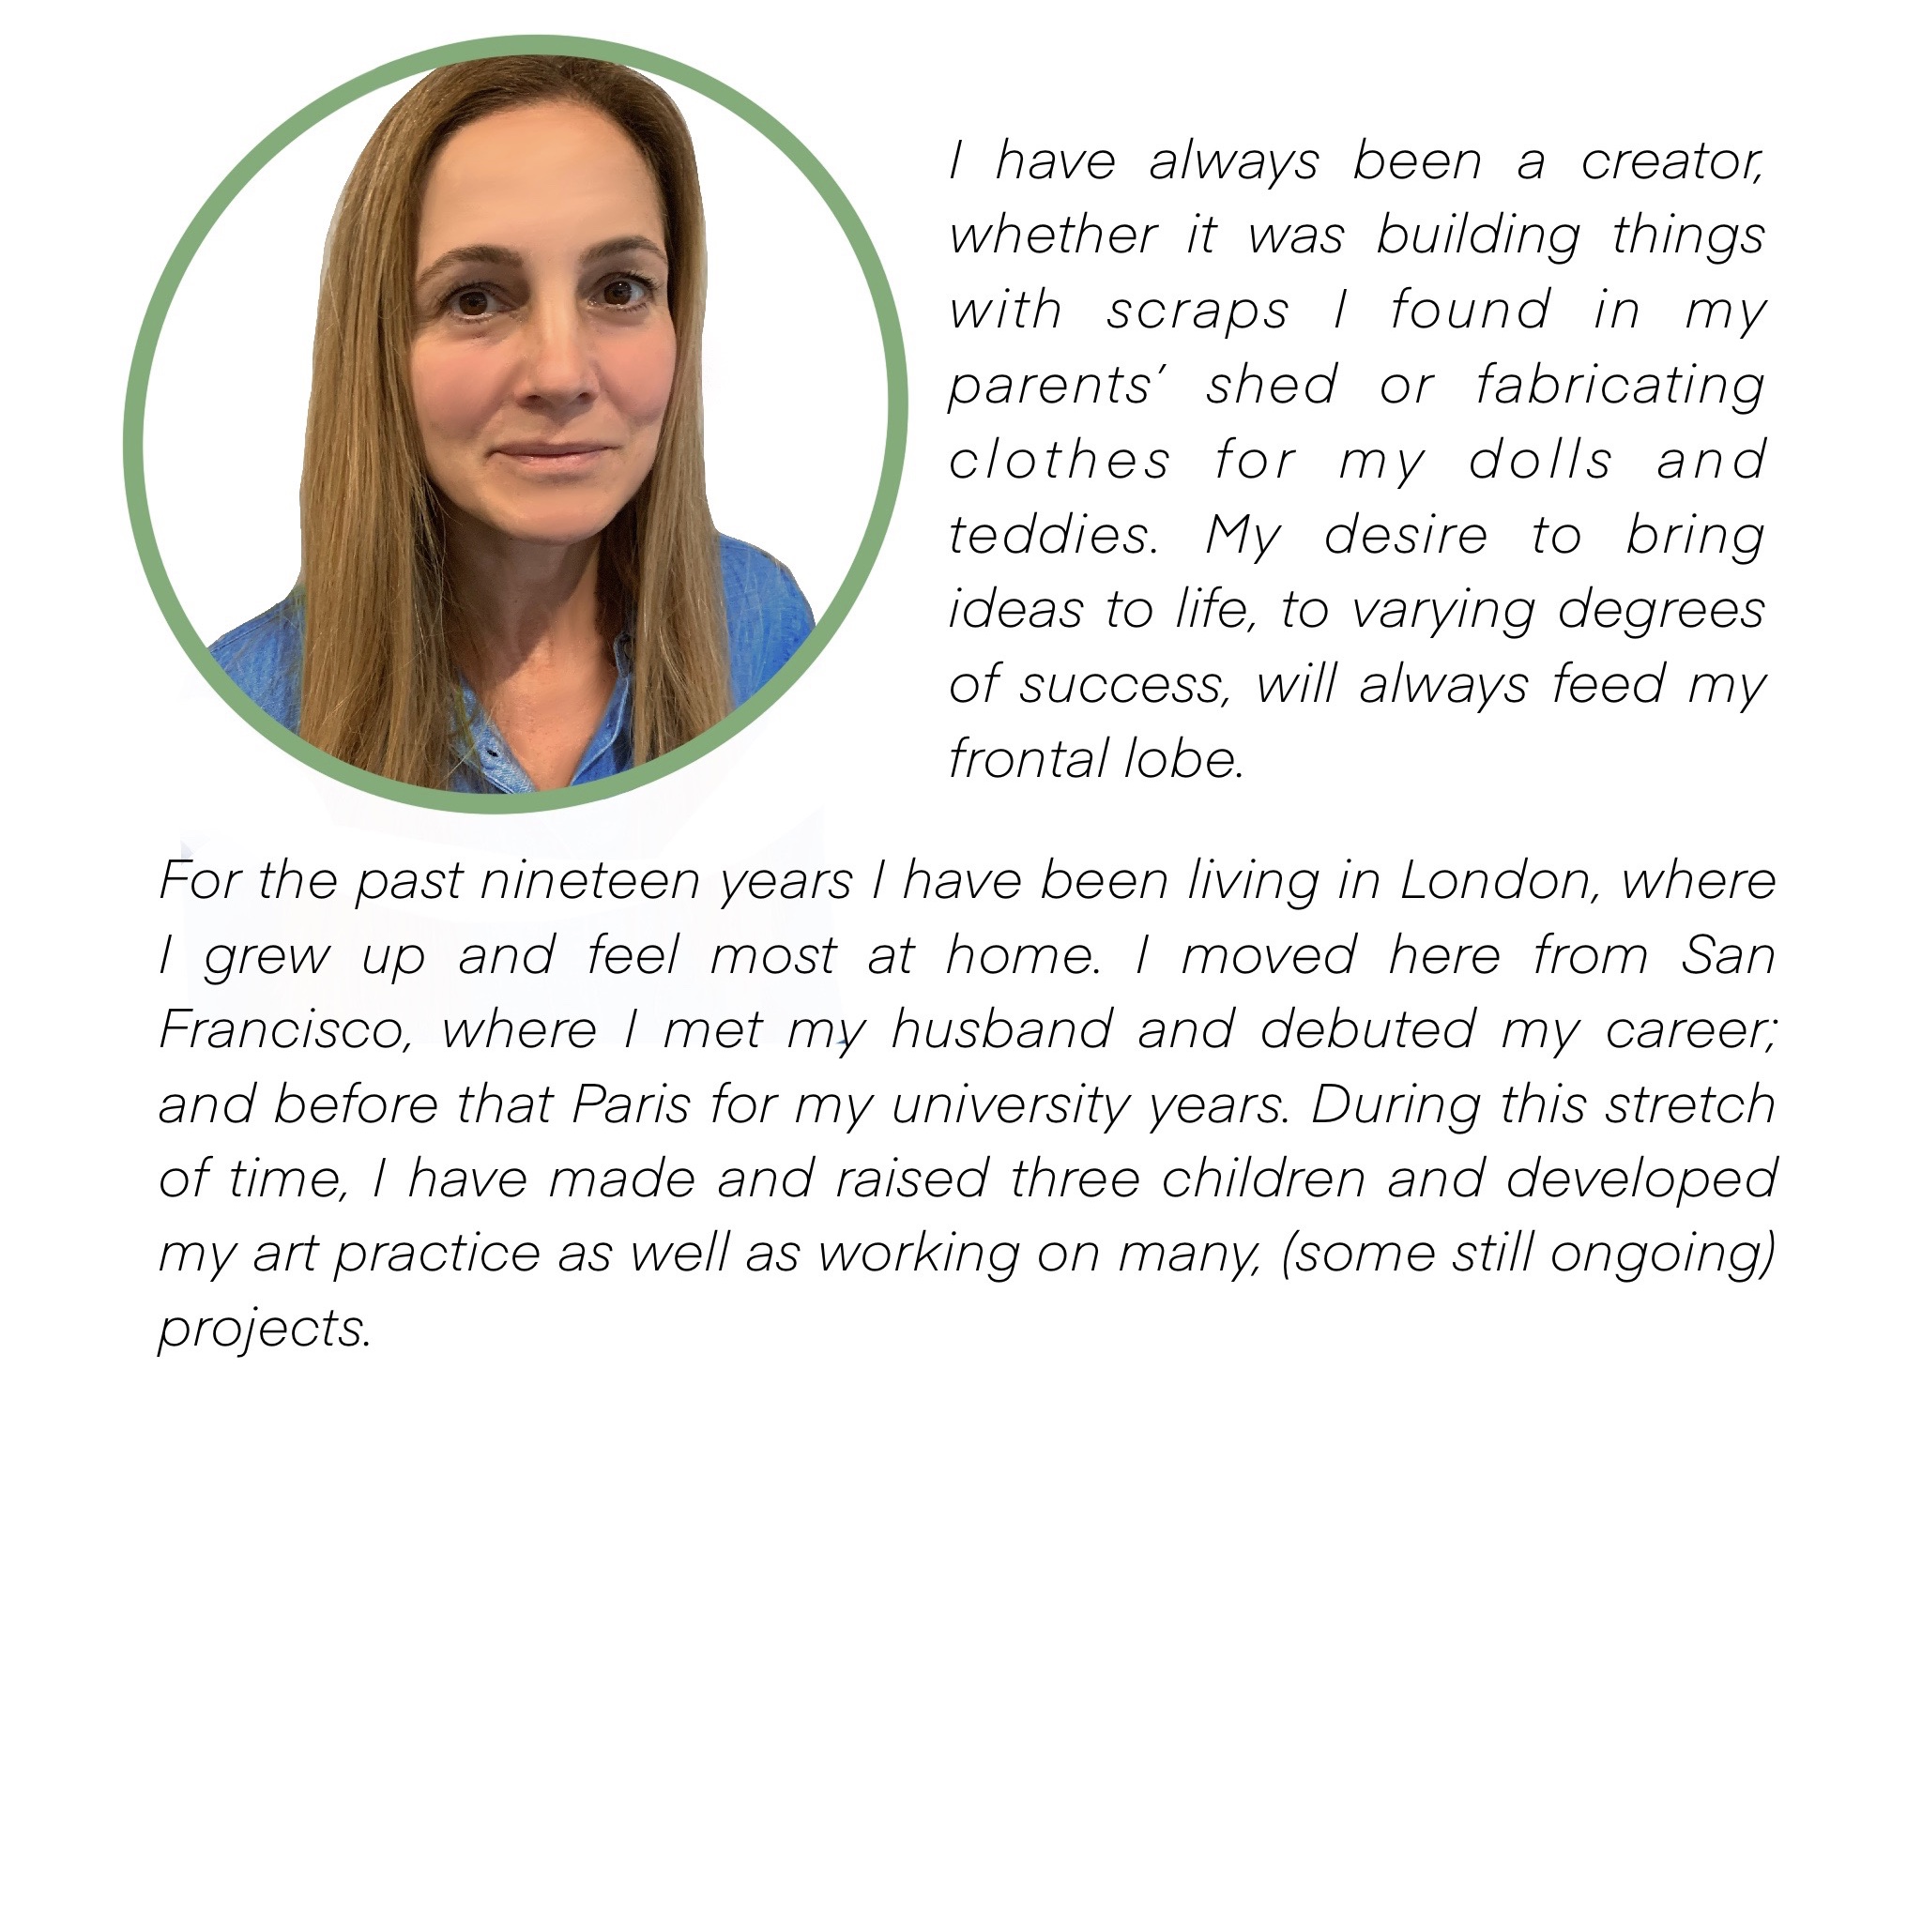 I have always been a creator,
whether it was building things
with scraps I found in my
parents’ shed or fabricating
clothes for my dolls and
teddies. My desire to bring
ideas to life, to varying degrees
of success, will always feed my
frontal lobe.
For the past nineteen years I have been living in London, where
I grew up and feel most at home. I moved here from San
Francisco, where I met my husband and debuted my career;
and before that Paris for my university years. During this stretch
of time, I have made and raised three children and developed
my art practice as well as working on many, (some still ongoing)
projects.